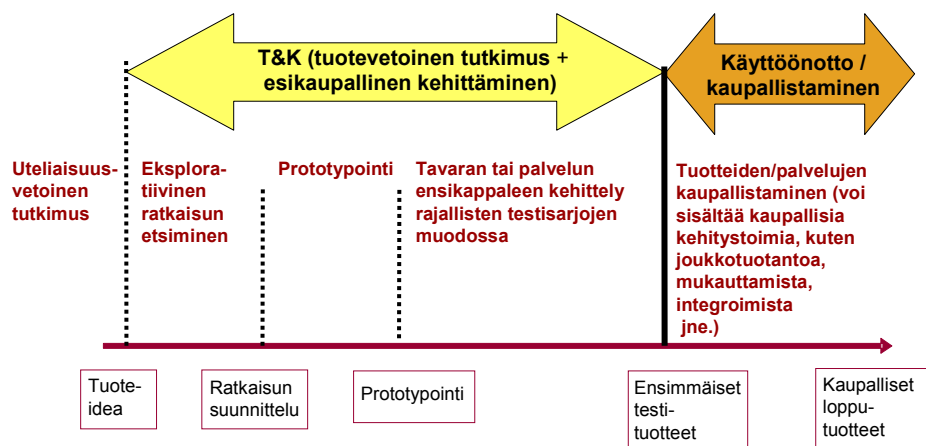 T&K (tuotevetoinen tutkimus +
esikaupallinen kehittäminen)
Käyttöönotto /
kaupallistaminen
Uteliaisuus-
vetoinen
tutkimus
Eksplora-
tiivinen
ratkaisun
etsiminen
Prototypointi
Tavaran tai palvelun
ensikappaleen kehittely
rajallisten testisarjojen
muodossa
Tuotteiden/palvelujen
kaupallistaminen (voi
sisältää kaupallisia
kehitystoimia, kuten
joukkotuotantoa,
mukauttamista,
integroimista
jne.)
Tuote-
idea
Ratkaisun
suunnittelu
Prototypointi
Ensimmäiset
testi-
tuotteet
Kaupalliset
loppu-
tuotteet